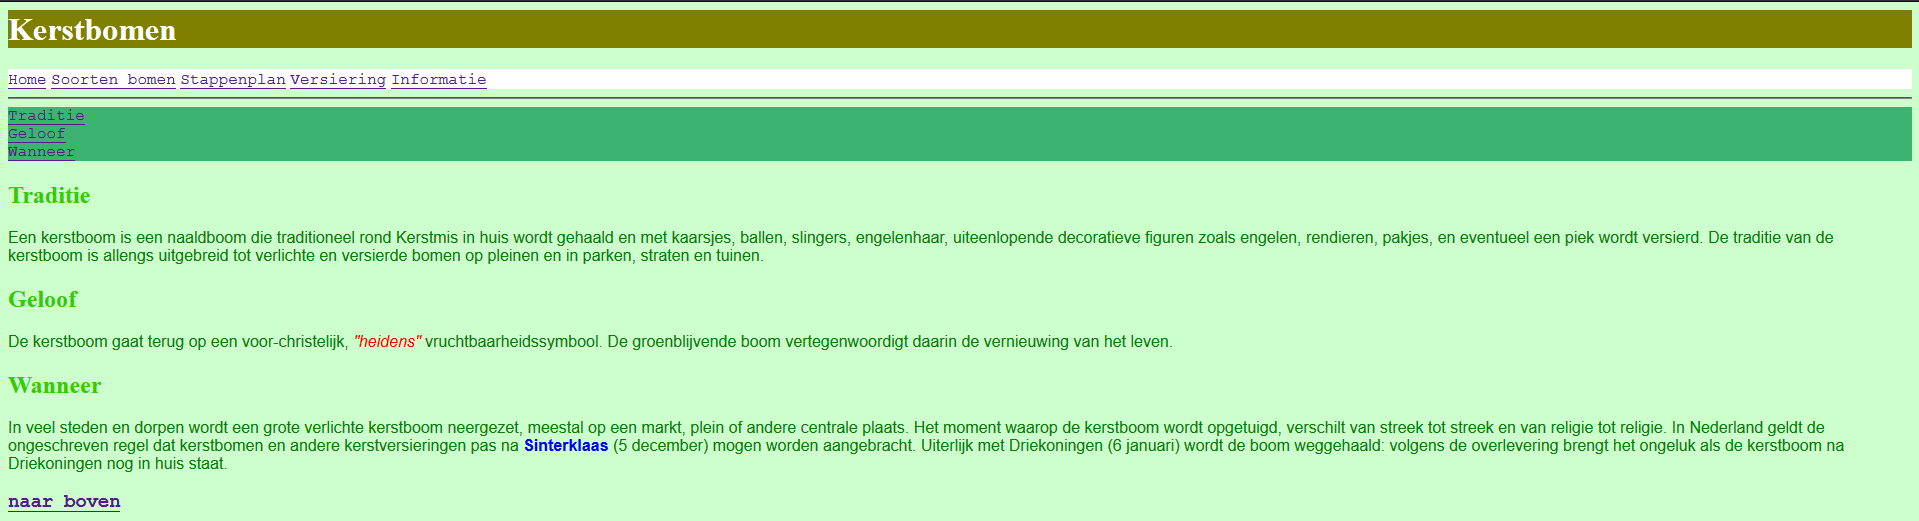 Kerstbomen
Home Soorten bomen Stappenplan Versiering Informatie
Traditie
Geloof
Wanneer
Traditie
Een kerstboom is een naaldboom die traditioneel rond Kerstmis in huis wordt gehaald en met kaarsjes, ballen, slingers, engelenhaar, uiteenlopende decoratieve figuren zoals engelen, rendieren, pakjes, en eventueel een piek wordt versierd. De traditie van de
kerstboom is allengs uitgebreid tot verlichte en versierde bomen op pleinen en in parken, straten en tuinen.
Geloof
De kerstboom gaat terug op een voor-christelijk, "heidens" vruchtbaarheidssymbool. De groenblijvende boom vertegenwoordigt daarin de vernieuwing van het leven.
Wanneer
In veel steden en dorpen wordt een grote verlichte kerstboom neergezet, meestal op een markt, plein of andere centrale plaats. Het moment waarop de kerstboom wordt opgetuigd, verschilt van streek tot streek en van religie tot religie. In Nederland geldt de
ongeschreven regel dat kerstbomen en andere kerstversieringen pas na Sinterklaas (5 december) mogen worden aangebracht. Uiterlijk met Driekoningen (6 januari) wordt de boom weggehaald: volgens de overlevering brengt het ongeluk als de kerstboom na
Driekoningen nog in huis staat.
naar boven